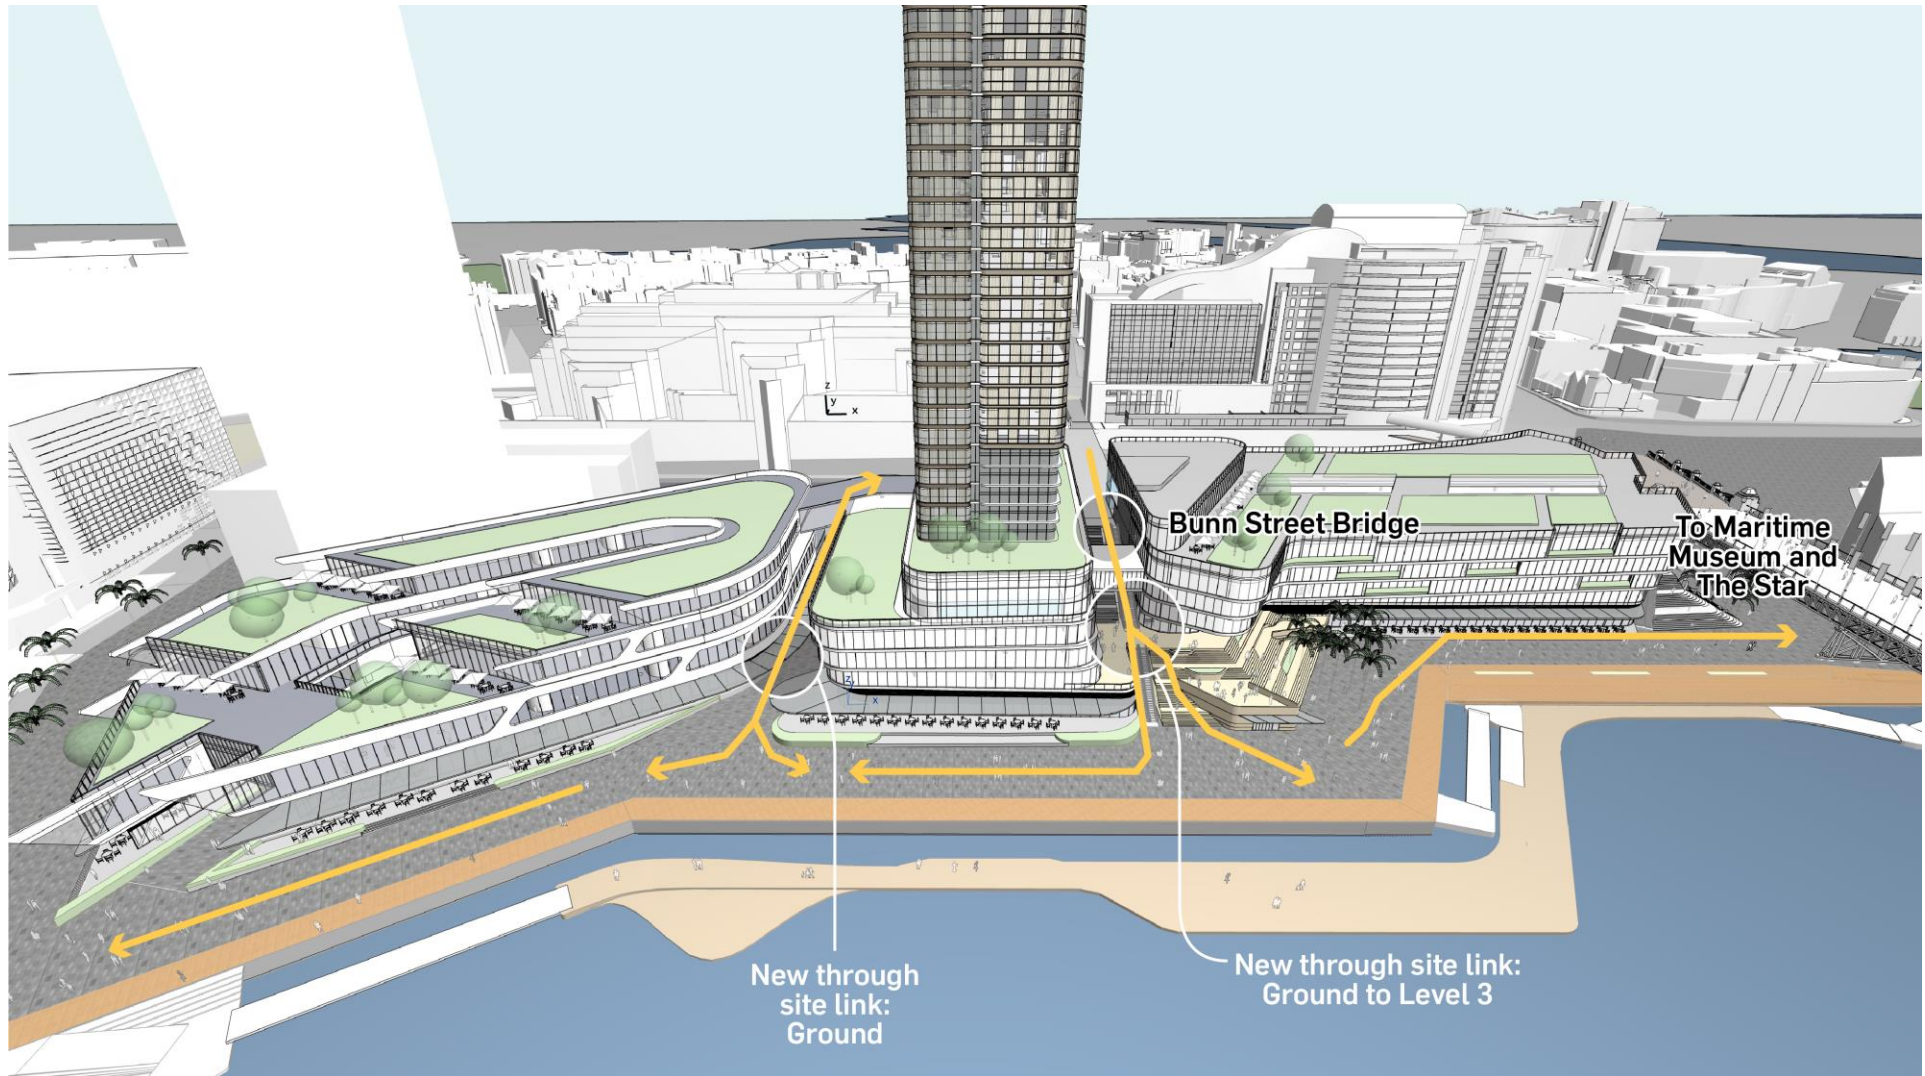 z
y
x
Bunn Street Bridge
To Maritime
Museum and
The Star
z
x
New through
site link:
Ground
New through site link:
Ground to Level 3